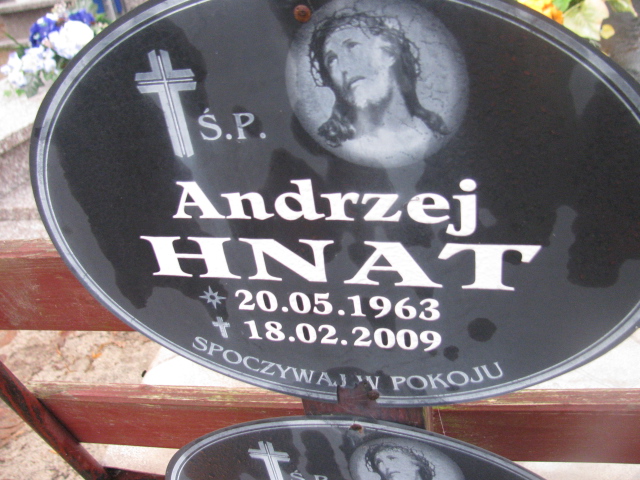 Ś.P.
Andrzej
HNAT
20.05.1963
18.02.2009
SPOCZYWAJ W POKOJU
Ś.P.